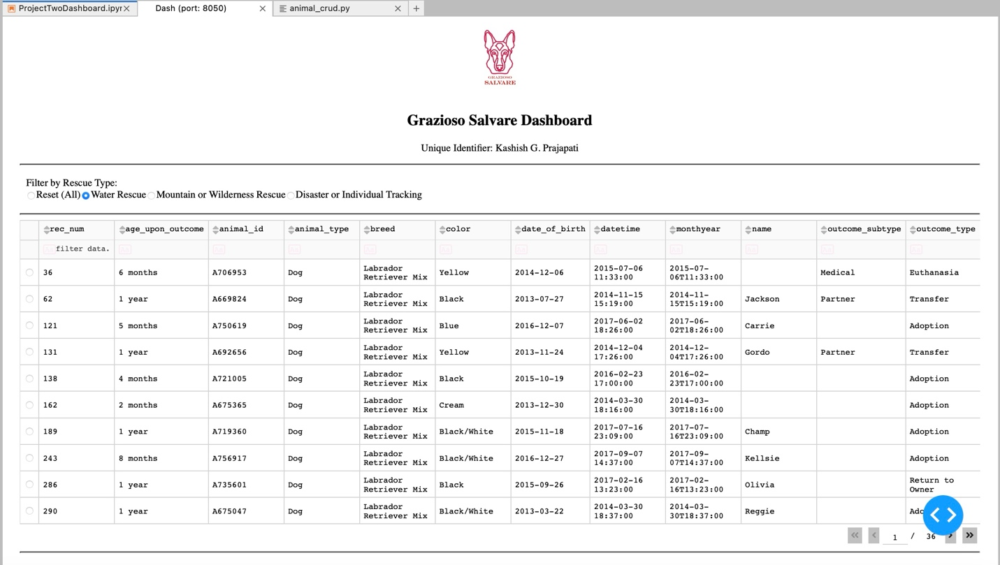 ProjectTwoDashboard.ipyr
Dash (port: 8050)
animal_crud.py
GRAZIOSO
SALVARE
Grazioso Salvare Dashboard
Unique Identifier: Kashish G. Prajapati
Filter by Rescue Type:
Reset (All) Water Rescue Mountain or Wilderness Rescue Disaster or Individual Tracking
rec_num age_upon_outcome animal_id animal_type breed color date_of_birth datetime monthyear name outcome_subtype outcome_type
filter data.
36 6 months A706953 Dog Labrador Retriever Mix Yellow 2014-12-06 2015-07-06 11:33:00 2015-07-06T11:33:00 Medical Euthanasia
62 1 year A669824 Dog Labrador Retriever Mix Black 2013-07-27 2014-11-15 15:19:00 2014-11-15T15:19:00 Jackson Partner Transfer
121 5 months A750619 Dog Labrador Retriever Mix Blue 2016-12-07 2017-06-02 18:26:00 2017-06-02T18:26:00 Carrie Adoption
131 1 year A692656 Dog Labrador Retriever Mix Yellow 2013-11-24 2014-12-04 17:26:00 2014-12-04T17:26:00 Gordo Partner Transfer
138 4 months A721005 Dog Labrador Retriever Mix Black 2015-10-19 2016-02-23 17:00:00 2016-02-23T17:00:00 Adoption
162 2 months A675365 Dog Labrador Retriever Mix Cream 2013-12-30 2014-03-30 18:16:00 2014-03-30T18:16:00 Adoption
189 1 year A719360 Dog Labrador Retriever Mix Black/White 2015-11-18 2017-07-16 23:09:00 2017-07-16T23:09:00 Champ Adoption
243 8 months A756917 Dog Labrador Retriever Mix Black/White 2016-12-27 2017-09-07 14:37:00 2017-09-07T14:37:00 Kellsie Adoption
286 1 year A735601 Dog Labrador Retriever Mix Black 2015-09-26 2017-02-16 13:23:00 2017-02-16T13:23:00 Olivia Return to Owner
290 1 year A675047 Dog Labrador Retriever Mix Black/White 2013-03-22 2014-03-30 18:37:00 2014-03-30T18:37:00 Reggie
1 / 36